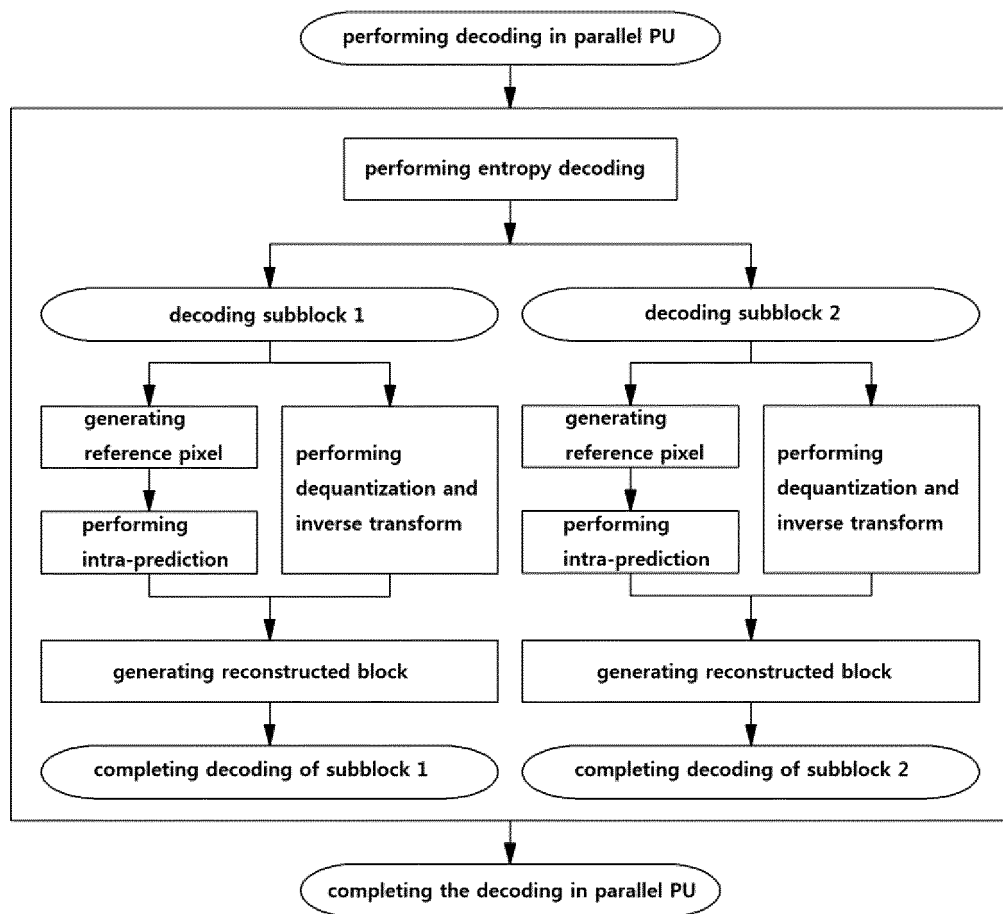 performing decoding in parallel PU
performing entropy decoding
decoding subblock 1
decoding subblock 2
generating
reference pixel
performing
dequantization and
inverse transform
performing
intra-prediction
generating
reference pixel
performing
dequantization and
inverse transform
performing
intra-prediction
generating reconstructed block
generating reconstructed block
completing decoding of subblock 1
completing decoding of subblock 2
completing the decoding in parallel PU